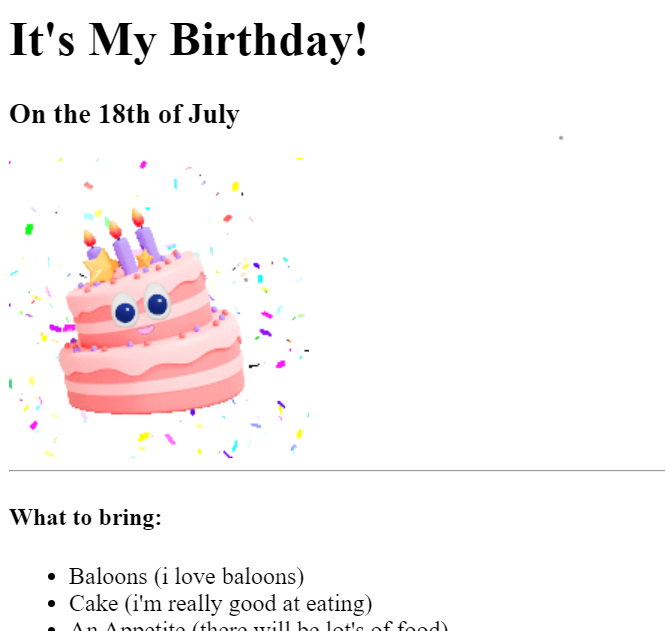 It's My Birthday!
On the 18th of July
What to bring:
Baloons (i love baloons)
Cake (i'm really good at eating)
An Appetite (there will be lot's of food)